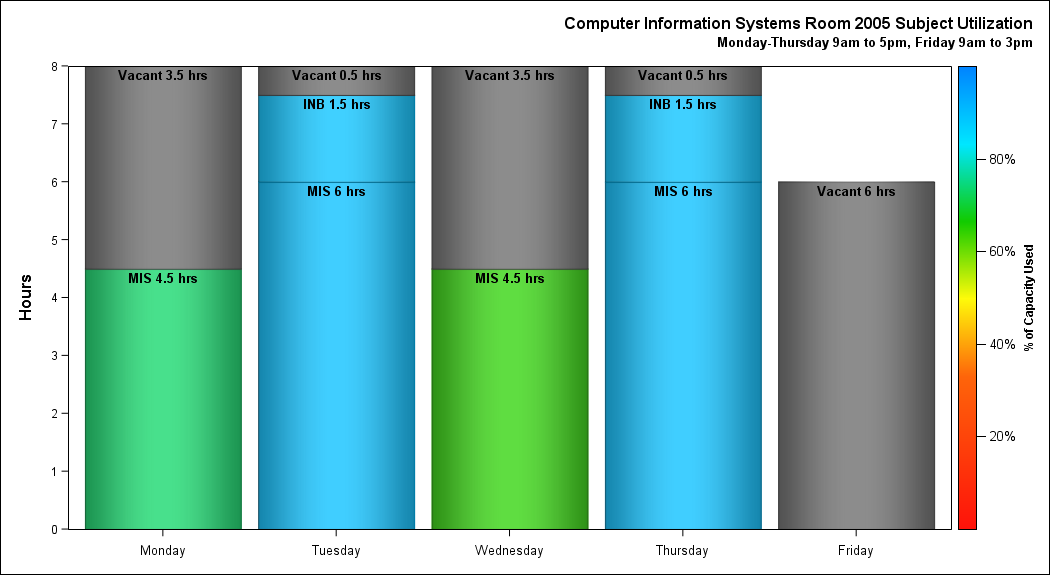 Computer Information Systems Room 2005 Subject Utilization
Monday-Thursday 9am to 5pm, Friday 9am to 3pm
Hours
8
7
6
5
4
3
2
1
0
Vacant 3.5 hrs
MIS 4.5 hrs
Vacant 0.5 hrs
INB 1.5 hrs
MIS 6 hrs
Vacant 3.5 hrs
MIS 4.5 hrs
Vacant 0.5 hrs
INB 1.5 hrs
MIS 6 hrs
Vacant 6 hrs
Monday
Tuesday
Wednesday
Thursday
Friday
80%
60%
40%
20%
% of Capacity Used